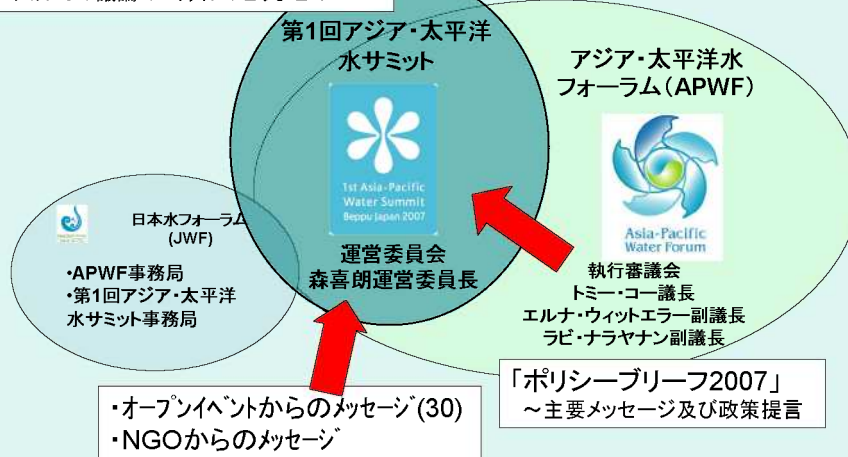 第1回アジア・太平洋
水サミット
1st Asia-Pacific
Water Summit
Beppu Japan 2007
運営委員会
森喜朗運営委員長
アジア・太平洋水
フォーラム(APWF)
Asia-Pacific
Water Forum
執行審議会
トミー・コー議長
エルナ・ウィットエラー副議長
ラビ・ナラヤナン副議長
日本水フォーラム
(JWF)
・APWF事務局
・第1回アジア・太平洋
水サミット事務局
・オープンイベントからのメッセージ(30)
・NGOからのメッセージ
「ポリシーブリーフ2007」
～主要メッセージ及び政策提言